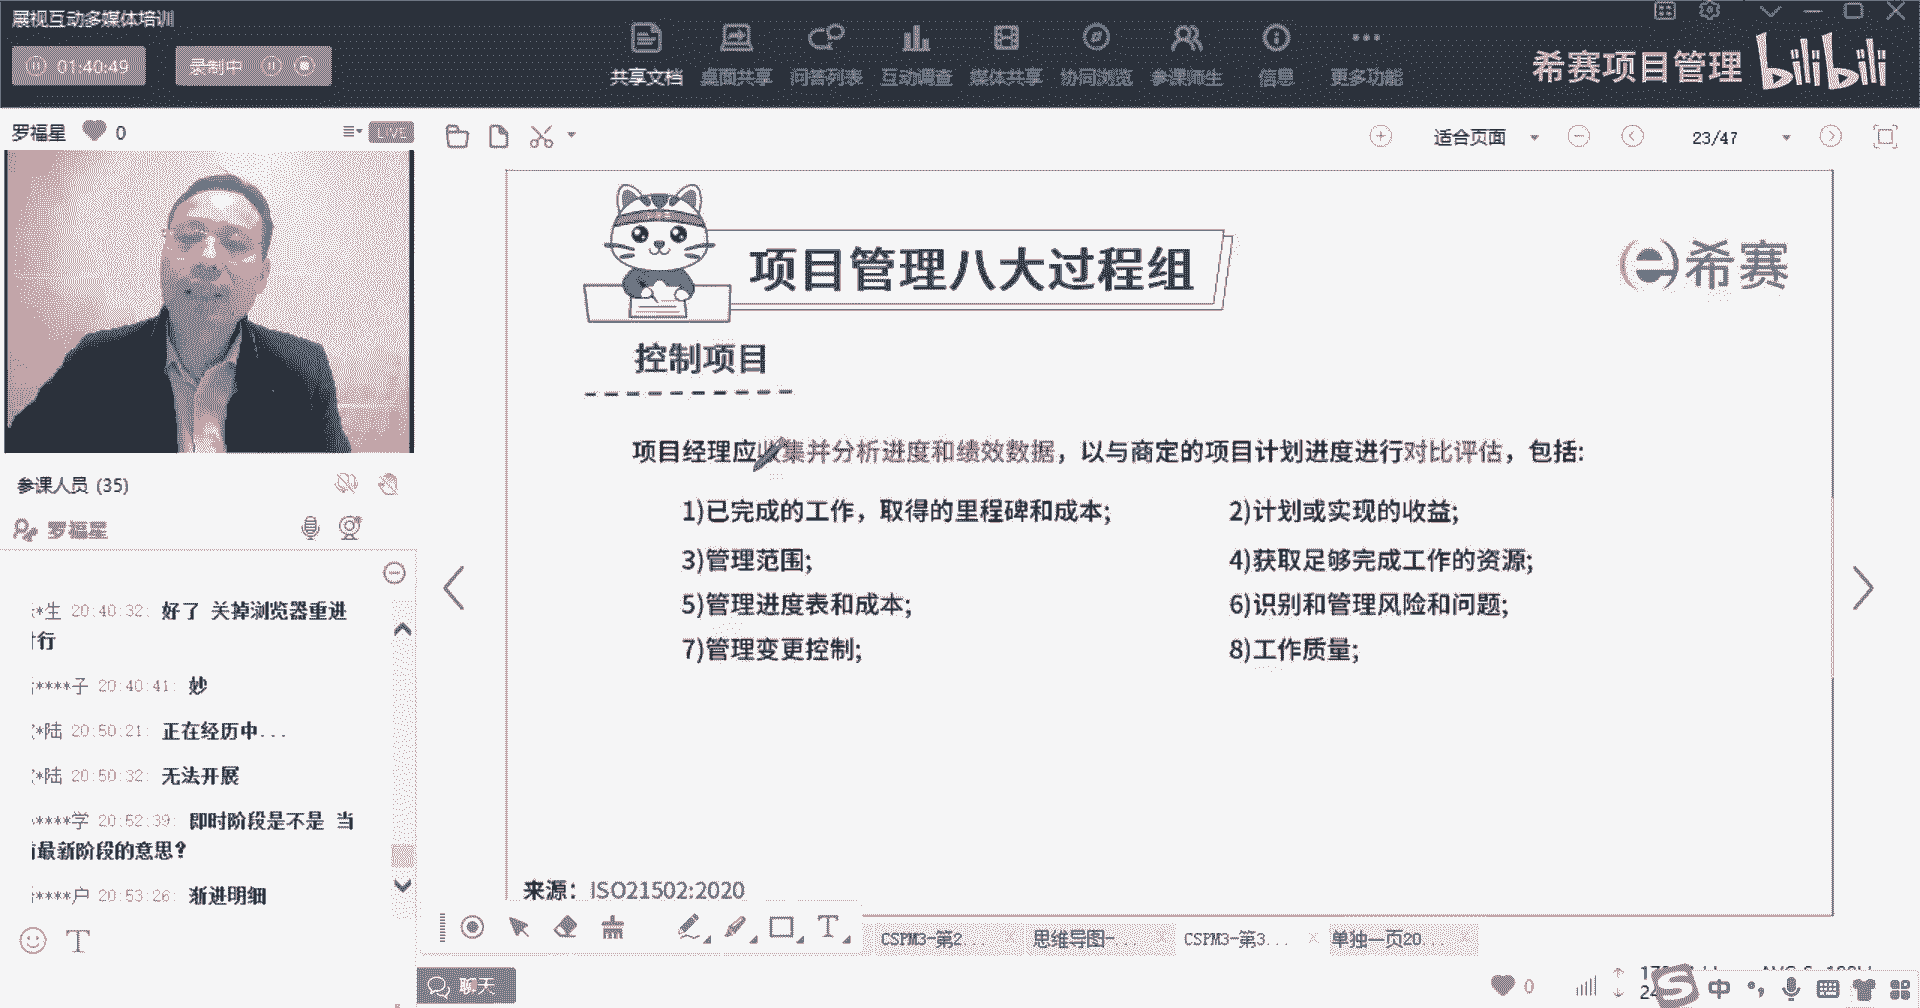 展视互动多媒体培训
01:40:49 录制中
共享文档 桌面共享 问答列表 互动调查 媒体共享 协同浏览 参课师生 信息 更多功能
希赛项目管理 bilibili
罗福星 0 LIVE
适合页面 23/47
项目管理八大过程组
希赛
控制项目
项目经理应收集并分析进度和绩效数据，以与商定的项目计划进度进行对比评估，包括:
1)已完成的工作，取得的里程碑和成本;
2)计划或实现的收益;
3)管理范围;
4)获取足够完成工作的资源;
5)管理进度表和成本;
6)识别和管理风险和问题;
7)管理变更控制;
8)工作质量;
来源：ISO21502:2020
参课人员 (35)
罗福星
*生 20:40:32: 好了 关掉浏览器重进
行
****子 20:40:41: 妙
*陆 20:50:21: 正在经历中...
*陆 20:50:32: 无法开展
****学 20:52:39: 即时阶段是不是 当
最新阶段的意思?
****户 20:53:26: 渐进明细
T
CSPM3-第2... 思维导图-... CSPM3-第3... 单独一页20...
聊天
0
中